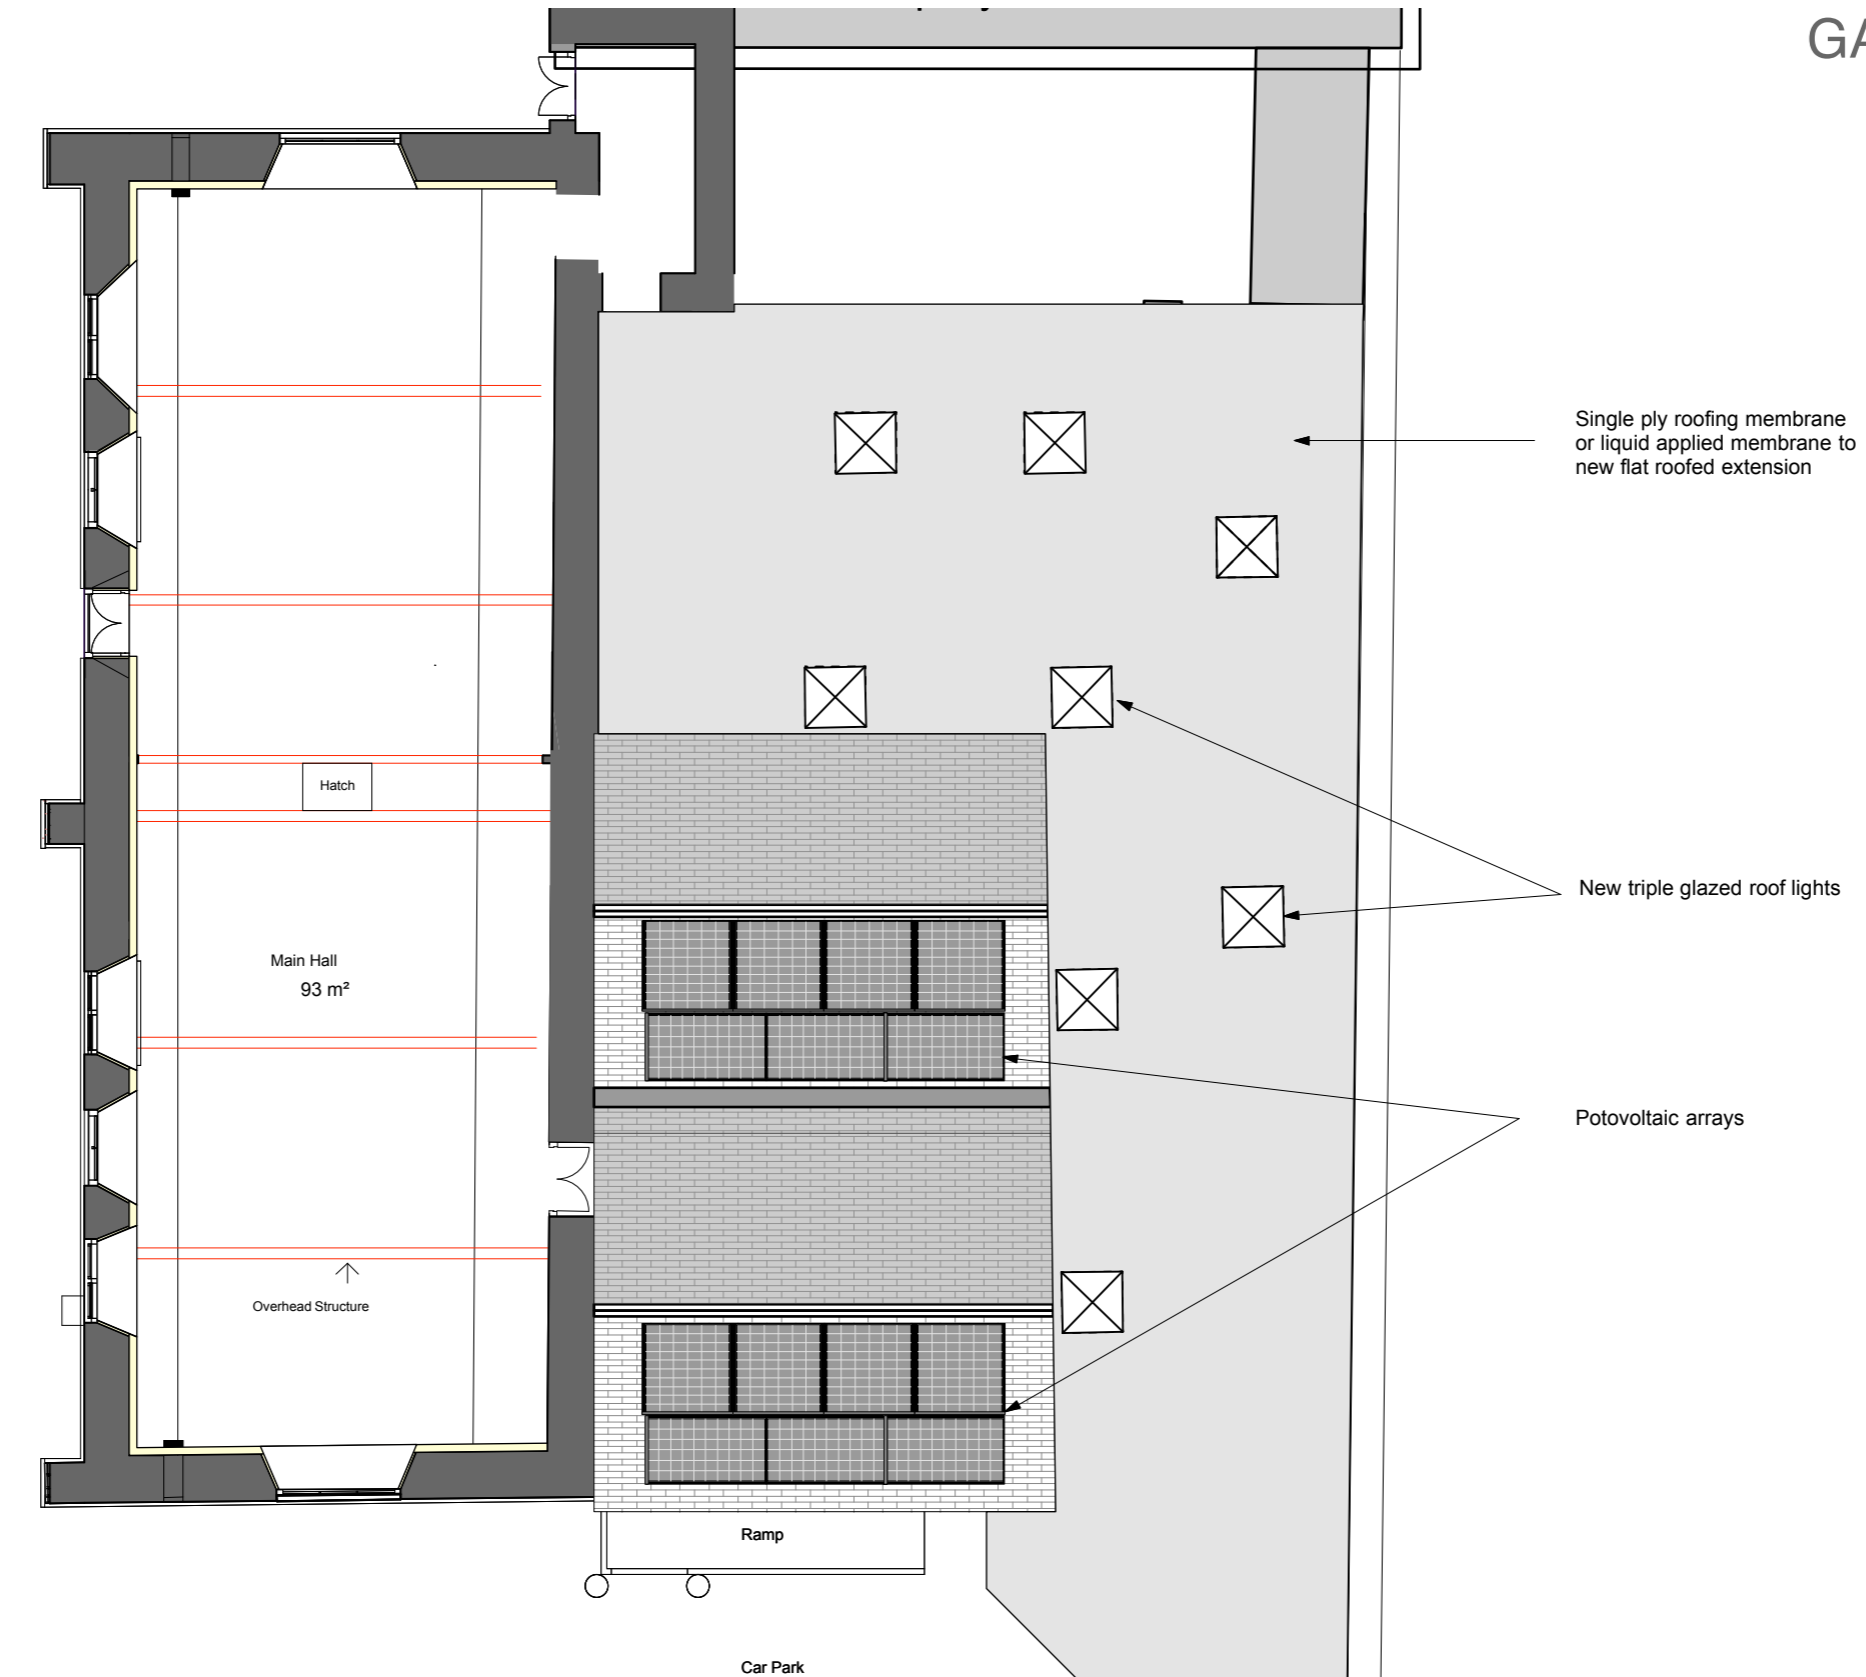 GA
Single ply roofing membrane
or liquid applied membrane to
new flat roofed extension
Hatch
New triple glazed roof lights
Main Hall
93 m²
Potovoltaic arrays
Overhead Structure
Ramp
Car Park